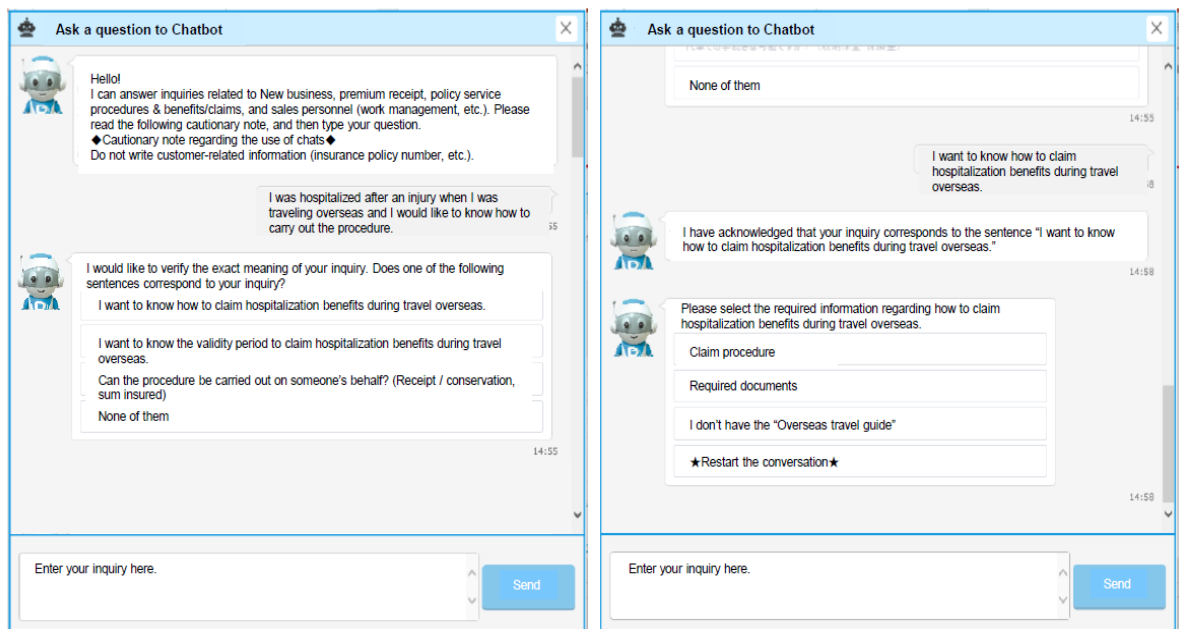 Ask a question to Chatbot
Hello!
I can answer inquiries related to New business, premium receipt, policy service
procedures & benefits/claims, and sales personnel (work management, etc.). Please
read the following cautionary note, and then type your question.
◆Cautionary note regarding the use of chats◆
Do not write customer-related information (insurance policy number, etc.).
I was hospitalized after an injury when I was
traveling overseas and I would like to know how to
carry out the procedure.
55
I would like to verify the exact meaning of your inquiry. Does one of the following
sentences correspond to your inquiry?
I want to know how to claim hospitalization benefits during travel overseas.
I want to know the validity period to claim hospitalization benefits during travel
overseas.
Can the procedure be carried out on someone's behalf? (Receipt / conservation,
sum insured)
None of them
14:55
Enter your inquiry here.
Send
Ask a question to Chatbot
None of them
14:55
I want to know how to claim
hospitalization benefits during travel
overseas.
I have acknowledged that your inquiry corresponds to the sentence “I want to know
how to claim hospitalization benefits during travel overseas.”
14:58
Please select the required information regarding how to claim
hospitalization benefits during travel overseas.
Claim procedure
Required documents
I don't have the “Overseas travel guide”
★Restart the conversation★
14:58
Enter your inquiry here.
Send